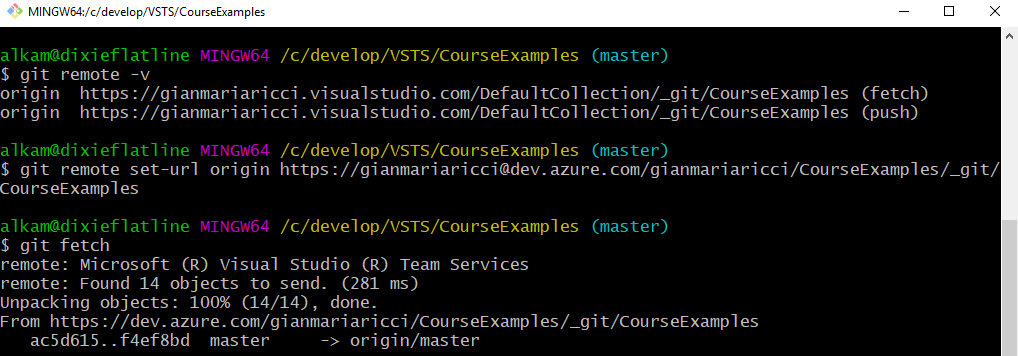 MINGW64:/c/develop/VSTS/CourseExamples
alkam@dixieflatline MINGW64 /c/develop/VSTS/CourseExamples (master)
$ git remote -v
origin  https://gianmariaricci.visualstudio.com/DefaultCollection/_git/CourseExamples (fetch)
origin  https://gianmariaricci.visualstudio.com/DefaultCollection/_git/CourseExamples (push)
alkam@dixieflatline MINGW64 /c/develop/VSTS/CourseExamples (master)
$ git remote set-url origin https://gianmariaricci@dev.azure.com/gianmariaricci/CourseExamples/_git/
CourseExamples
alkam@dixieflatline MINGW64 /c/develop/VSTS/CourseExamples (master)
$ git fetch
remote: Microsoft (R) Visual Studio (R) Team Services
remote: Found 14 objects to send. (281 ms)
Unpacking objects: 100% (14/14), done.
From https://dev.azure.com/gianmariaricci/CourseExamples/_git/CourseExamples
   ac5d615..f4ef8bd  master     -> origin/master